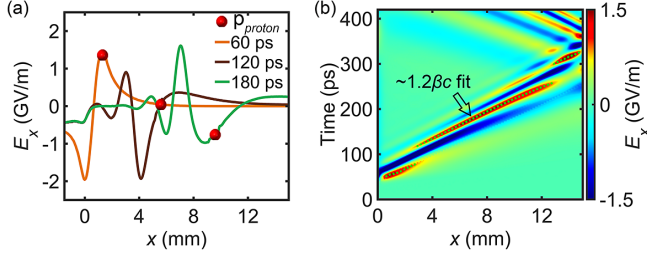 (a)
p_proton
60 ps
120 ps
180 ps
2
1
0
-1
-2
E_x (GV/m)
0
4
8
12
x (mm)
(b)
400
300
200
100
0
Time (ps)
~1.2βc fit
0
4
8
12
x (mm)
1.5
0
-1.5
E_x (GV/m)